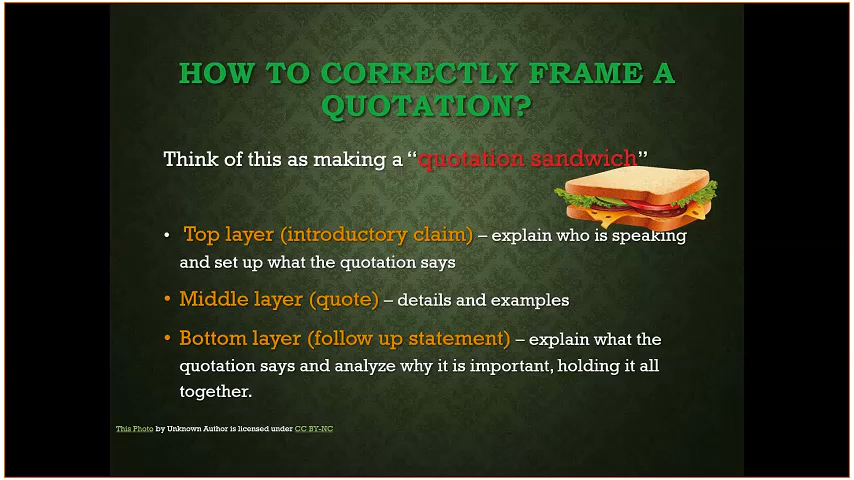 HOW TO CORRECTLY FRAME A
QUOTATION?
Think of this as making a “quotation sandwich”
• Top layer (introductory claim) – explain who is speaking
and set up what the quotation says
• Middle layer (quote) – details and examples
• Bottom layer (follow up statement) – explain what the
quotation says and analyze why it is important, holding it all
together.
This Photo by Unknown Author is licensed under CC BY-NC